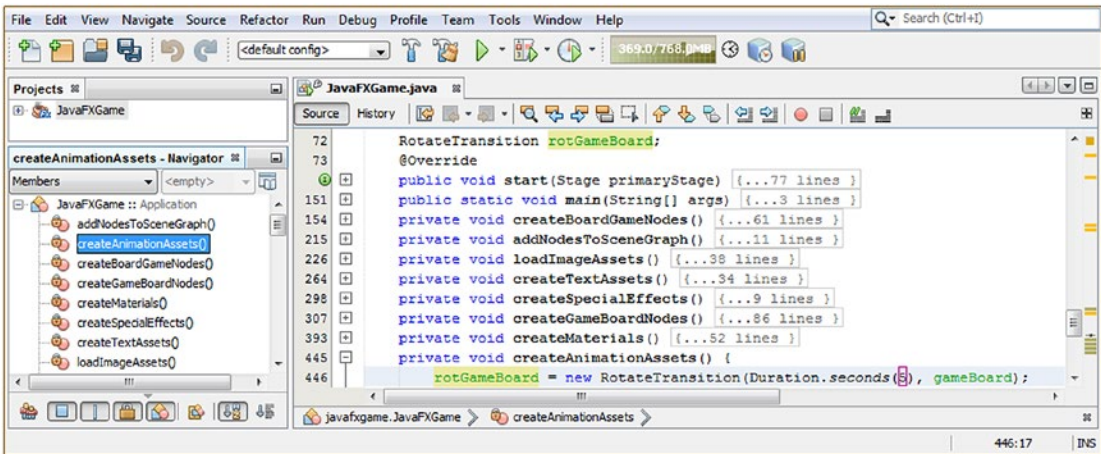 File Edit View Navigate Source Refactor Run Debug Profile Team Tools Window Help
Search (Ctrl+I)
<default config>
369.0/768.0MB
Projects
JavaFXGame
createAnimationAssets - Navigator
Members
<empty>
JavaFXGame :: Application
addNodesToSceneGraph()
createAnimationAssets()
createBoardGameNodes()
createGameBoardNodes()
createMaterials()
createSpecialEffects()
createTextAssets()
loadImageAssets()
JavaFXGame.java
Source History
72 RotateTransition rotGameBoard;
73 @Override
public void start(Stage primaryStage) {...77 lines }
151 public static void main(String[] args) {...3 lines }
154 private void createBoardGameNodes() {...61 lines }
215 private void addNodesToSceneGraph() {...11 lines }
226 private void loadImageAssets() {...38 lines }
264 private void createTextAssets() {...34 lines }
298 private void createSpecialEffects() {...9 lines }
307 private void createGameBoardNodes() {...86 lines }
393 private void createMaterials() {...52 lines }
445 private void createAnimationAssets() {
446 rotGameBoard = new RotateTransition(Duration.seconds(5), gameBoard);
javafxgame.JavaFXGame createAnimationAssets
446:17 INS